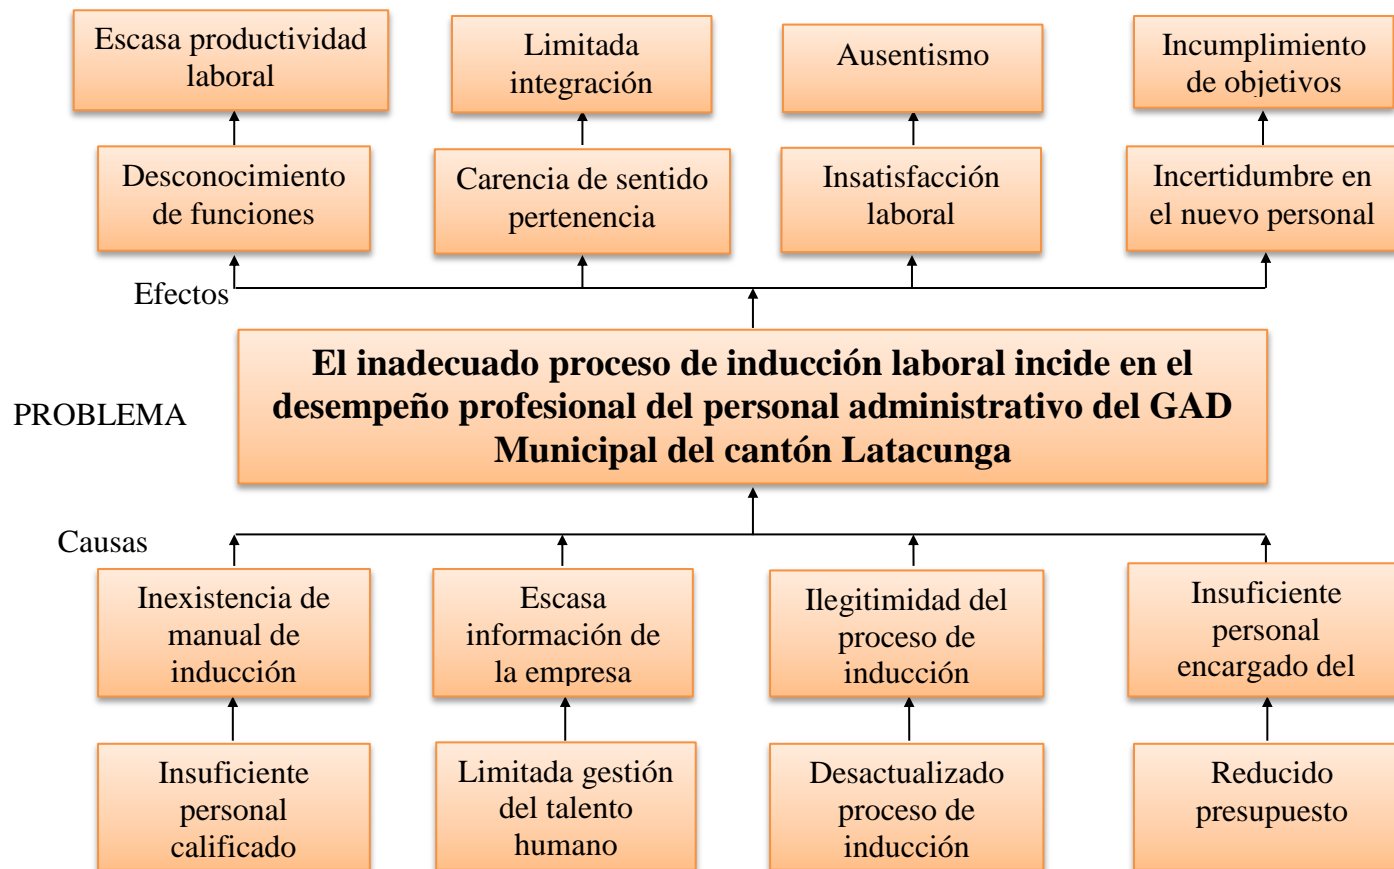 Escasa productividad
laboral
Limitada
integración
Ausentismo
Incumplimiento
de objetivos
Desconocimiento
de funciones
Carencia de sentido
pertenencia
Insatisfacción
laboral
Incertidumbre en
el nuevo personal
Efectos
PROBLEMA
El inadecuado proceso de inducción laboral incide en el
desempeño profesional del personal administrativo del GAD
Municipal del cantón Latacunga
Causas
Inexistencia de
manual de
inducción
Escasa
información de
la empresa
Ilegitimidad del
proceso de
inducción
Insuficiente
personal
encargado del
Insuficiente
personal
calificado
Limitada gestión
del talento
humano
Desactualizado
proceso de
inducción
Reducido
presupuesto